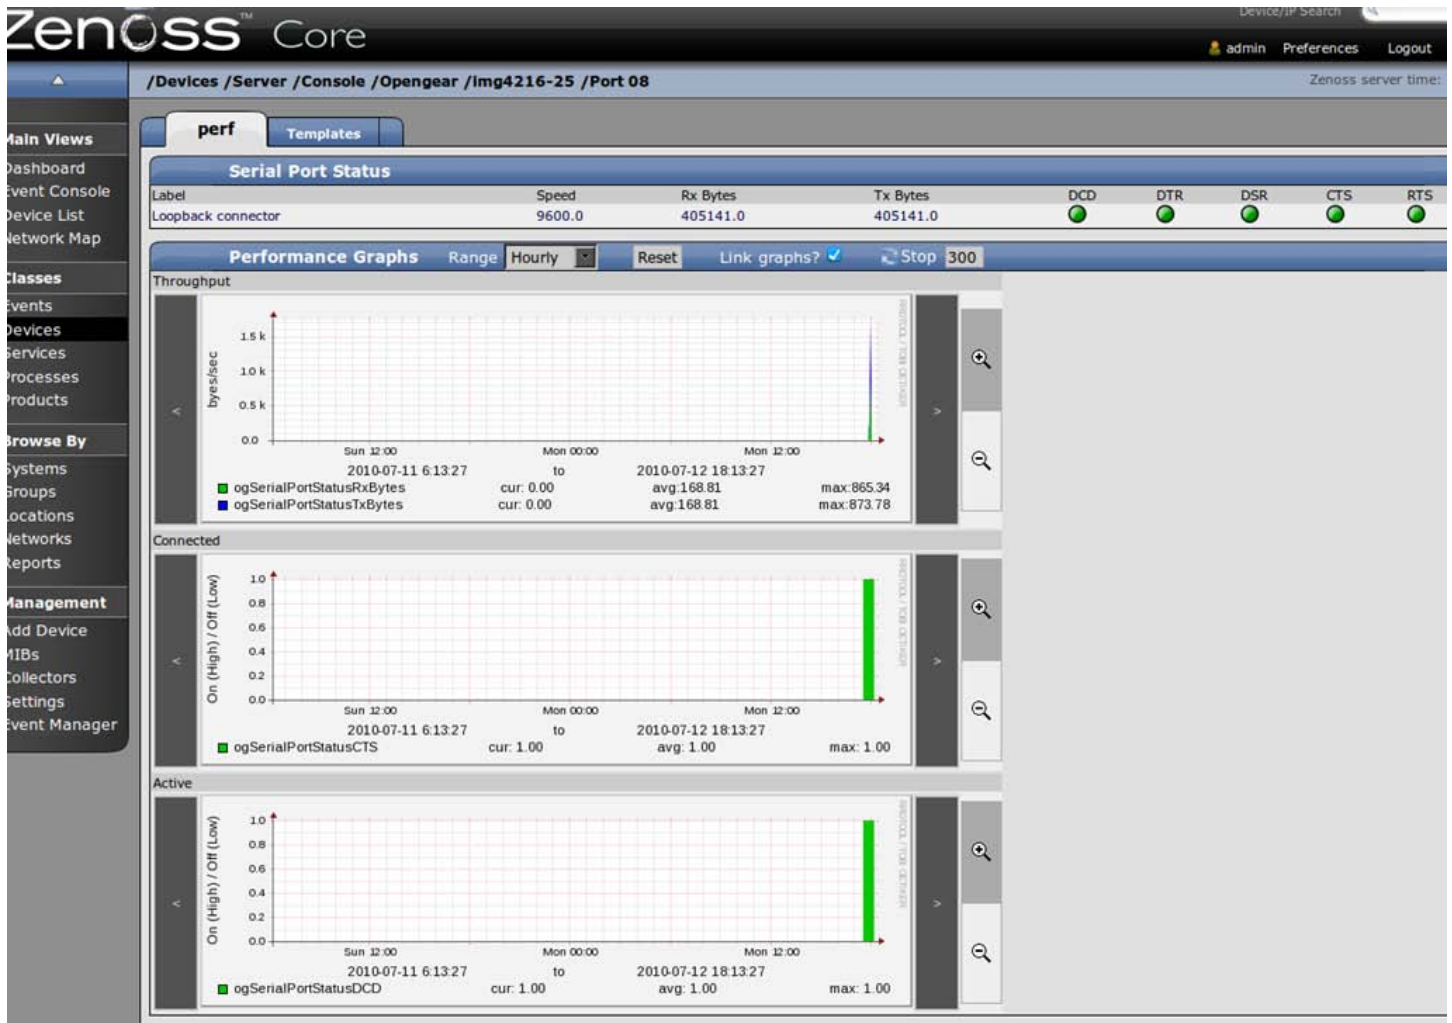 Zenoss™ Core
Device/IP Search
admin Preferences Logout
/Devices /Server /Console /Opengear /img4216-25 /Port 08
Zenoss server time:
Main Views
Dashboard
Event Console
Device List
Network Map
Classes
Events
Devices
Services
Processes
Products
Browse By
Systems
Groups
Locations
Networks
Reports
Management
Add Device
MIBs
Collectors
Settings
Event Manager
perf Templates
Serial Port Status
Label Speed Rx Bytes Tx Bytes DCD DTR DSR CTS RTS
Loopback connector 9600.0 405141.0 405141.0
Performance Graphs Range Hourly Reset Link graphs? Stop 300
Throughput
byes/sec
1.5 k
1.0 k
0.5 k
0.0
Sun 12:00 Mon 00:00 Mon 12:00
2010-07-11 6:13:27 to 2010-07-12 18:13:27
ogSerialPortStatusRxBytes cur: 0.00 avg:168.81 max:865.34
ogSerialPortStatusTxBytes cur: 0.00 avg:168.81 max:873.78
RRDTOOL / TOBI OETIKER
< >
Connected
On (High) / Off (Low)
1.0
0.8
0.6
0.4
0.2
0.0
Sun 12:00 Mon 00:00 Mon 12:00
2010-07-11 6:13:27 to 2010-07-12 18:13:27
ogSerialPortStatusCTS cur: 1.00 avg: 1.00 max: 1.00
RRDTOOL / TOBI OETIKER
< >
Active
On (High) / Off (Low)
1.0
0.8
0.6
0.4
0.2
0.0
Sun 12:00 Mon 00:00 Mon 12:00
2010-07-11 6:13:27 to 2010-07-12 18:13:27
ogSerialPortStatusDCD cur: 1.00 avg: 1.00 max: 1.00
RRDTOOL / TOBI OETIKER
< >